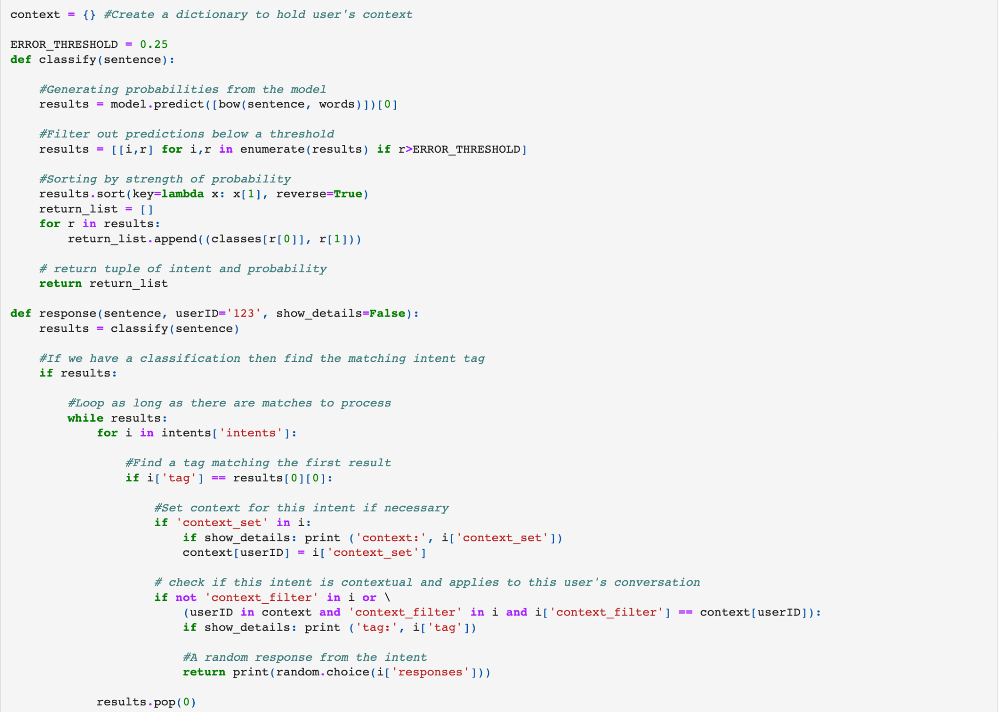 context = {} #Create a dictionary to hold user's context

ERROR_THRESHOLD = 0.25
def classify(sentence):

    #Generating probabilities from the model
    results = model.predict([bow(sentence, words)])[0]

    #Filter out predictions below a threshold
    results = [[i,r] for i,r in enumerate(results) if r>ERROR_THRESHOLD]

    #Sorting by strength of probability
    results.sort(key=lambda x: x[1], reverse=True)
    return_list = []
    for r in results:
        return_list.append((classes[r[0]], r[1]))

    # return tuple of intent and probability
    return return_list

def response(sentence, userID='123', show_details=False):
    results = classify(sentence)

    #If we have a classification then find the matching intent tag
    if results:

        #Loop as long as there are matches to process
        while results:
            for i in intents['intents']:

                #Find a tag matching the first result
                if i['tag'] == results[0][0]:

                    #Set context for this intent if necessary
                    if 'context_set' in i:
                        if show_details: print ('context:', i['context_set'])
                        context[userID] = i['context_set']

                    # check if this intent is contextual and applies to this user's conversation
                    if not 'context_filter' in i or \
                        (userID in context and 'context_filter' in i and i['context_filter'] == context[userID]):
                        if show_details: print ('tag:', i['tag'])

                        #A random response from the intent
                        return print(random.choice(i['responses']))

            results.pop(0)